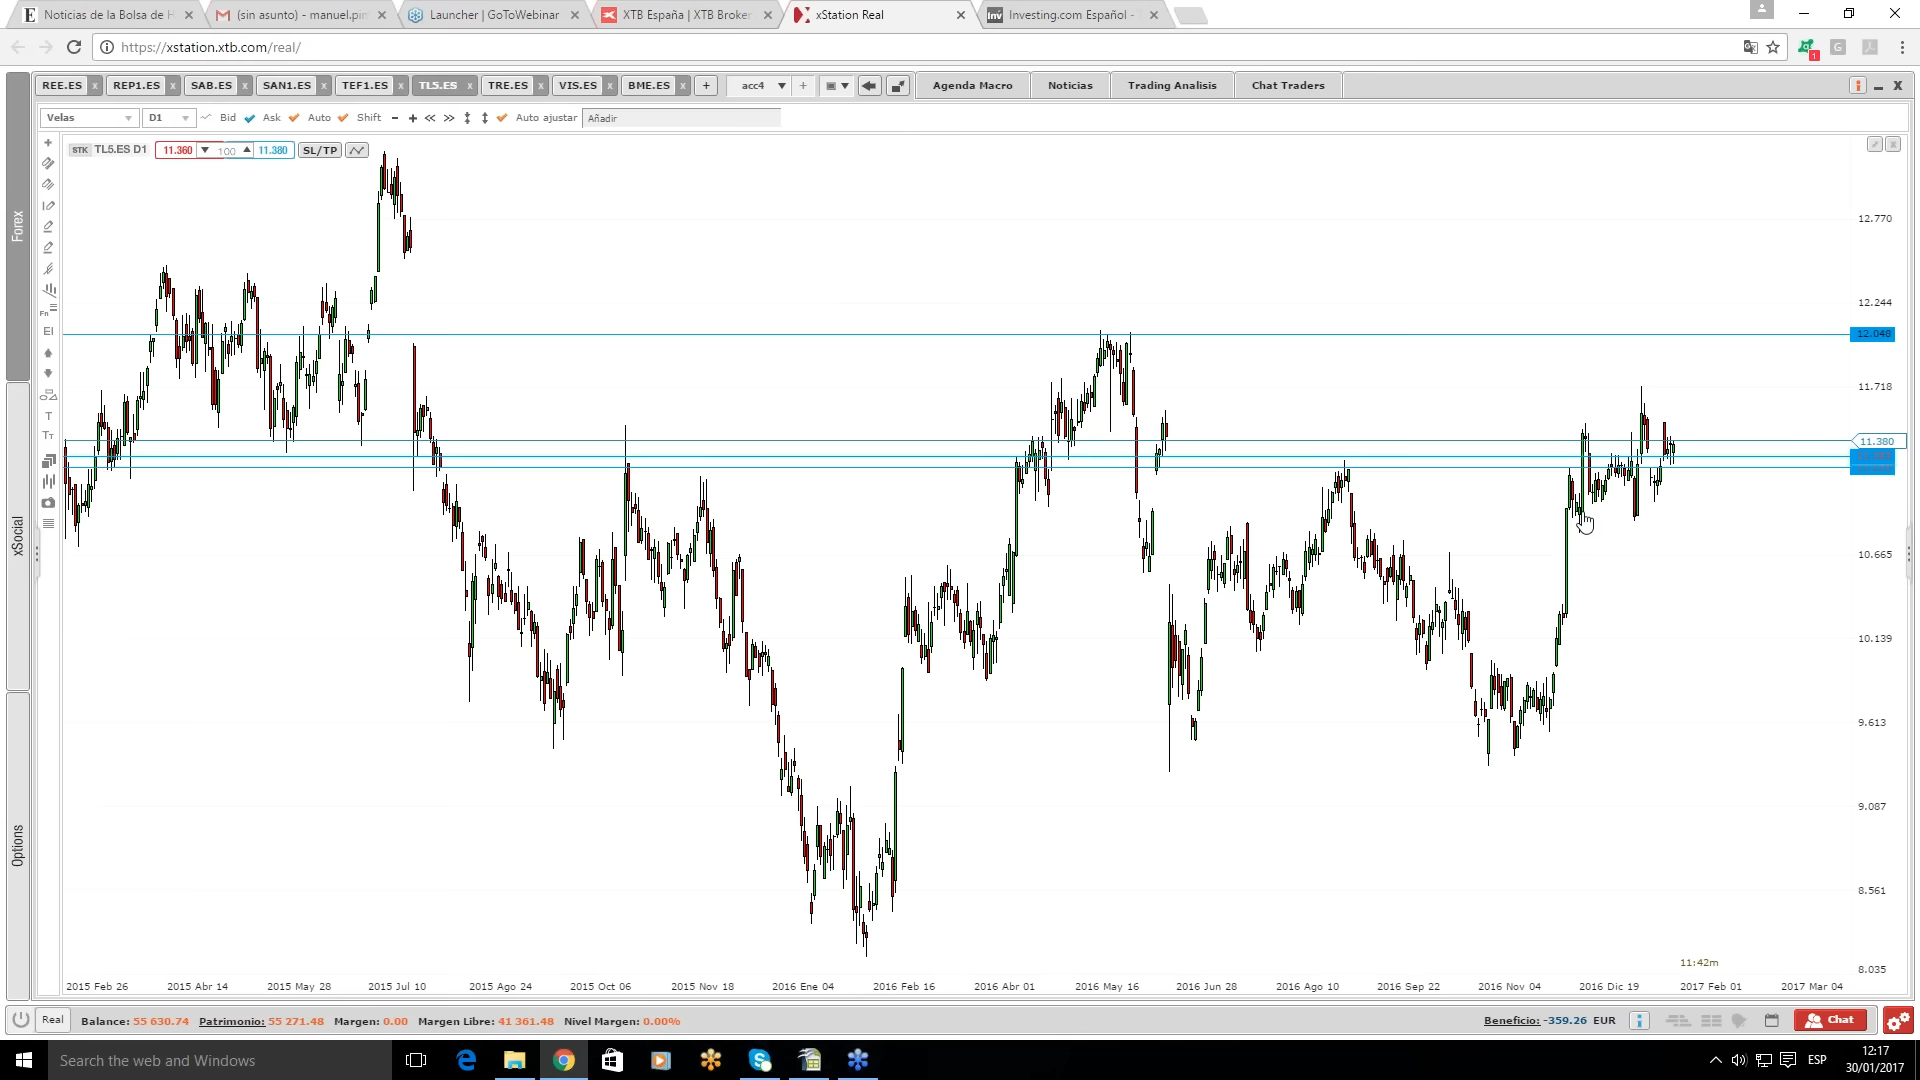 Noticias de la Bolsa de H
(sin asunto) - manuel.pin
Launcher | GoToWebinar
XTB España | XTB Broker
xStation Real
Investing.com Español -
https://xstation.xtb.com/real/
REE.ES x REP1.ES x SAB.ES x SAN1.ES x TEF1.ES x TL5.ES x TRE.ES x VIS.ES x BME.ES x + acc4 + Agenda Macro Noticias Trading Analisis Chat Traders
Velas D1 Bid Ask Auto Shift Auto ajustar Añadir
STK TL5.ES D1 11.360 100 11.380 SL/TP
Forex
xSocial
Options
Fn
EI
T
TT
12.770
12.244
12.048
11.718
11.380
10.665
10.139
9.613
9.087
8.561
8.035
11:42m
2015 Feb 26 2015 Abr 14 2015 May 28 2015 Jul 10 2015 Ago 24 2015 Oct 06 2015 Nov 18 2016 Ene 04 2016 Feb 16 2016 Abr 01 2016 May 16 2016 Jun 28 2016 Ago 10 2016 Sep 22 2016 Nov 04 2016 Dic 19 2017 Feb 01 2017 Mar 04
Real Balance: 55 630.74 Patrimonio: 55 271.48 Margen: 0.00 Margen Libre: 41 361.48 Nivel Margen: 0.00% Beneficio: -359.26 EUR Chat
Search the web and Windows
ESP
12:17
30/01/2017